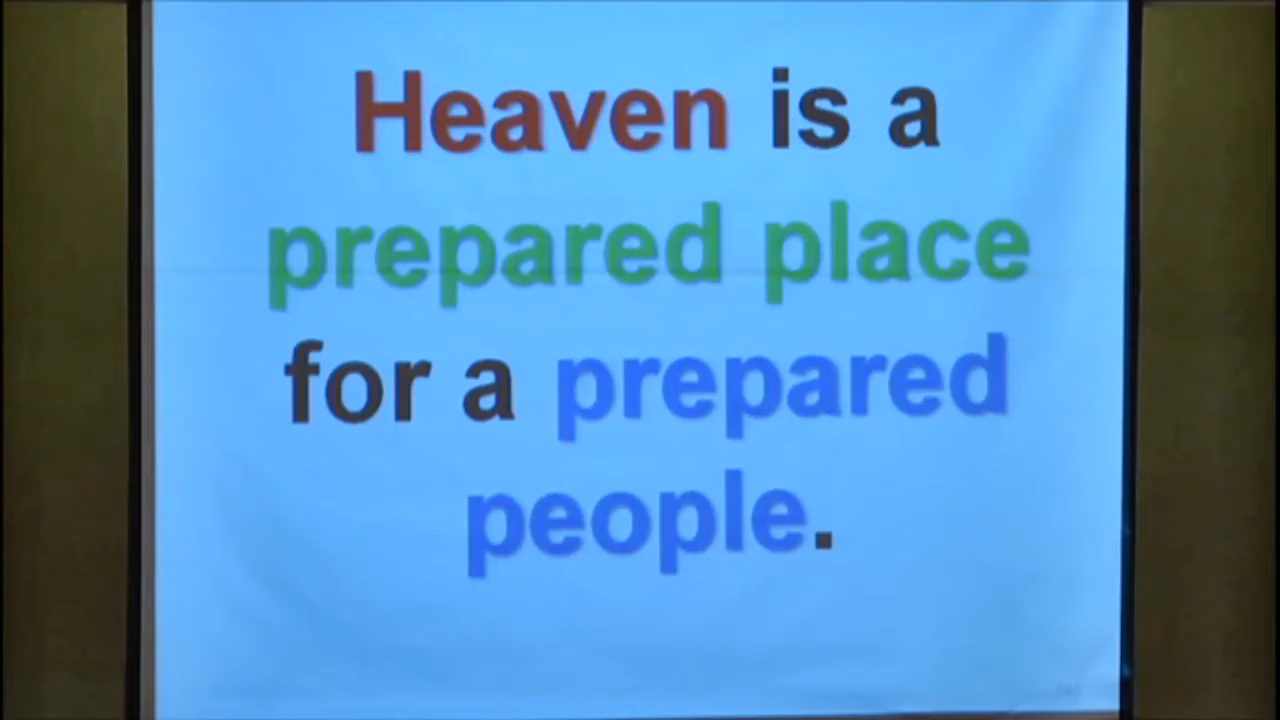 Heaven is a
prepared place
for a prepared
people.